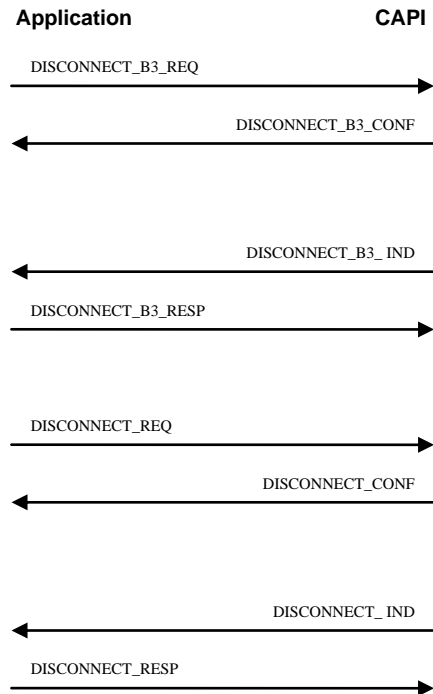 Application CAPI
DISCONNECT_B3_REQ
DISCONNECT_B3_CONF
DISCONNECT_B3_ IND
DISCONNECT_B3_RESP
DISCONNECT_REQ
DISCONNECT_CONF
DISCONNECT_ IND
DISCONNECT_RESP